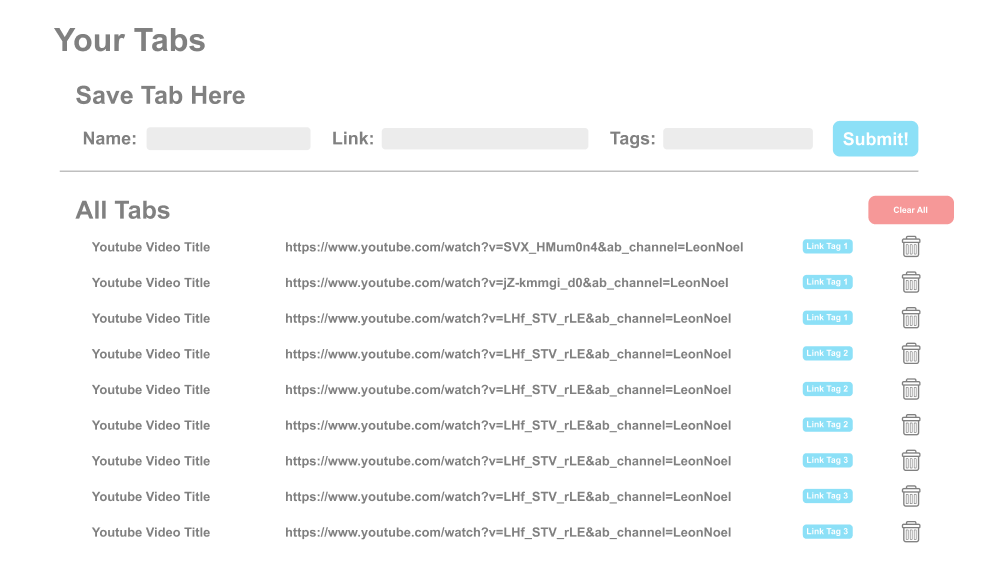 Your Tabs
Save Tab Here
Name: Link: Tags: Submit!
All Tabs Clear All
Youtube Video Title https://www.youtube.com/watch?v=SVX_HMum0n4&ab_channel=LeonNoel Link Tag 1
Youtube Video Title https://www.youtube.com/watch?v=jZ-kmmgi_d0&ab_channel=LeonNoel Link Tag 1
Youtube Video Title https://www.youtube.com/watch?v=LHf_STV_rLE&ab_channel=LeonNoel Link Tag 1
Youtube Video Title https://www.youtube.com/watch?v=LHf_STV_rLE&ab_channel=LeonNoel Link Tag 2
Youtube Video Title https://www.youtube.com/watch?v=LHf_STV_rLE&ab_channel=LeonNoel Link Tag 2
Youtube Video Title https://www.youtube.com/watch?v=LHf_STV_rLE&ab_channel=LeonNoel Link Tag 2
Youtube Video Title https://www.youtube.com/watch?v=LHf_STV_rLE&ab_channel=LeonNoel Link Tag 3
Youtube Video Title https://www.youtube.com/watch?v=LHf_STV_rLE&ab_channel=LeonNoel Link Tag 3
Youtube Video Title https://www.youtube.com/watch?v=LHf_STV_rLE&ab_channel=LeonNoel Link Tag 3